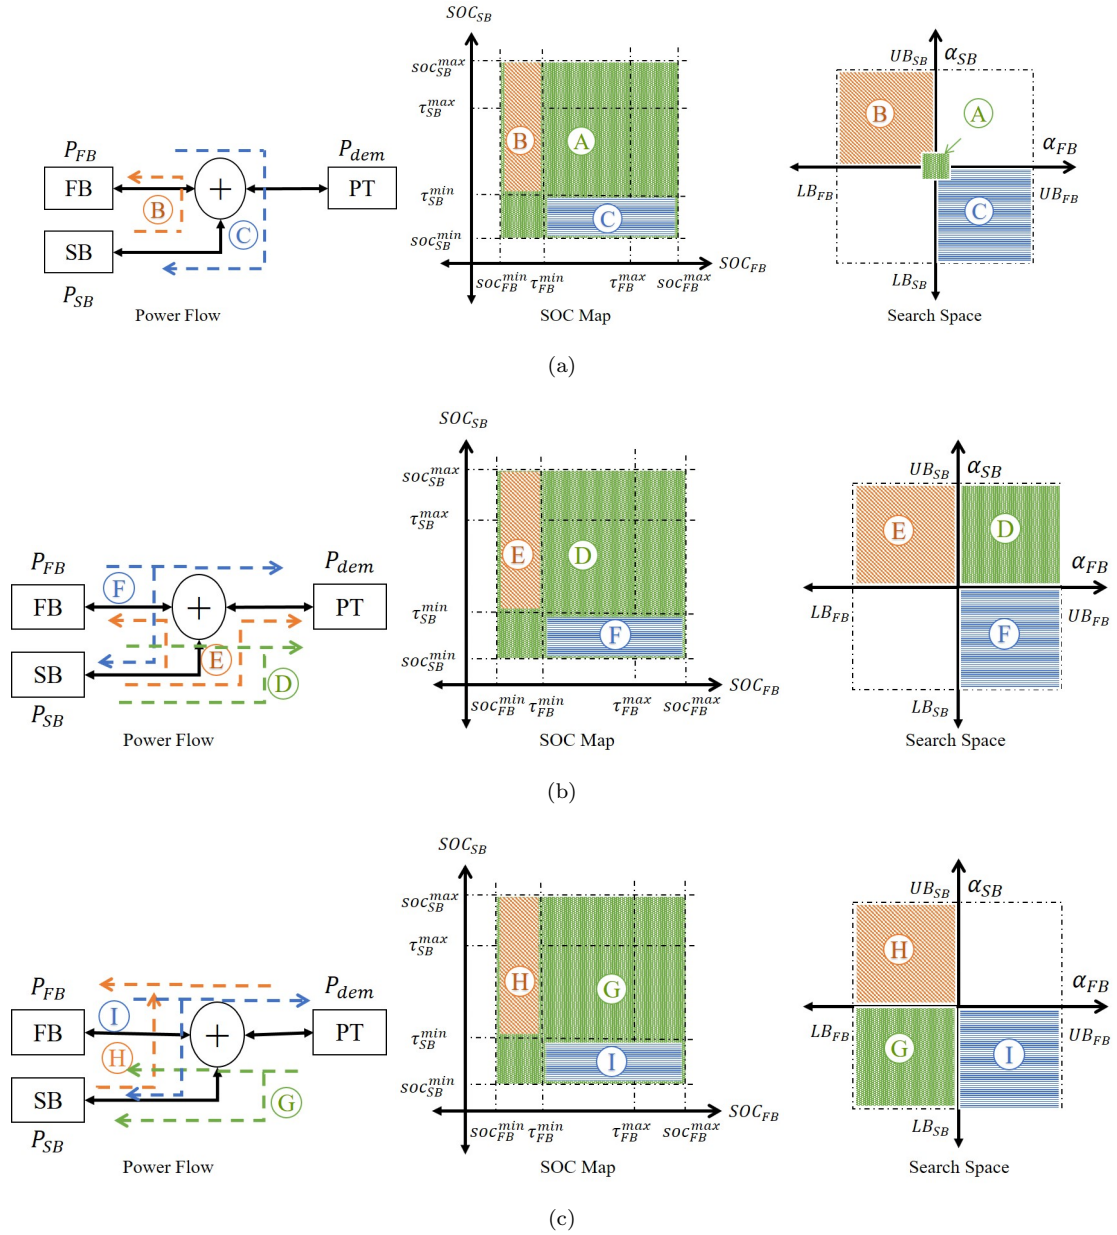 SOC_SB
soc_SB^max
τ_SB^max
τ_SB^min
soc_SB^min
B
A
C
SOC_FB
soc_FB^min τ_FB^min τ_FB^max soc_FB^max
SOC Map
P_FB
FB
P_dem
PT
SB
P_SB
+
B
C
Power Flow
UB_SB
α_SB
B
A
α_FB
LB_FB
UB_FB
C
LB_SB
Search Space
(a)
SOC_SB
soc_SB^max
τ_SB^max
τ_SB^min
soc_SB^min
E
D
F
SOC_FB
soc_FB^min τ_FB^min τ_FB^max soc_FB^max
SOC Map
P_FB
FB
P_dem
PT
SB
P_SB
+
F
E
D
Power Flow
UB_SB
α_SB
E
D
α_FB
LB_FB
UB_FB
F
LB_SB
Search Space
(b)
SOC_SB
soc_SB^max
τ_SB^max
τ_SB^min
soc_SB^min
H
G
I
SOC_FB
soc_FB^min τ_FB^min τ_FB^max soc_FB^max
SOC Map
P_FB
FB
P_dem
PT
SB
P_SB
+
I
H
G
Power Flow
UB_SB
α_SB
H
α_FB
LB_FB
UB_FB
G
I
LB_SB
Search Space
(c)